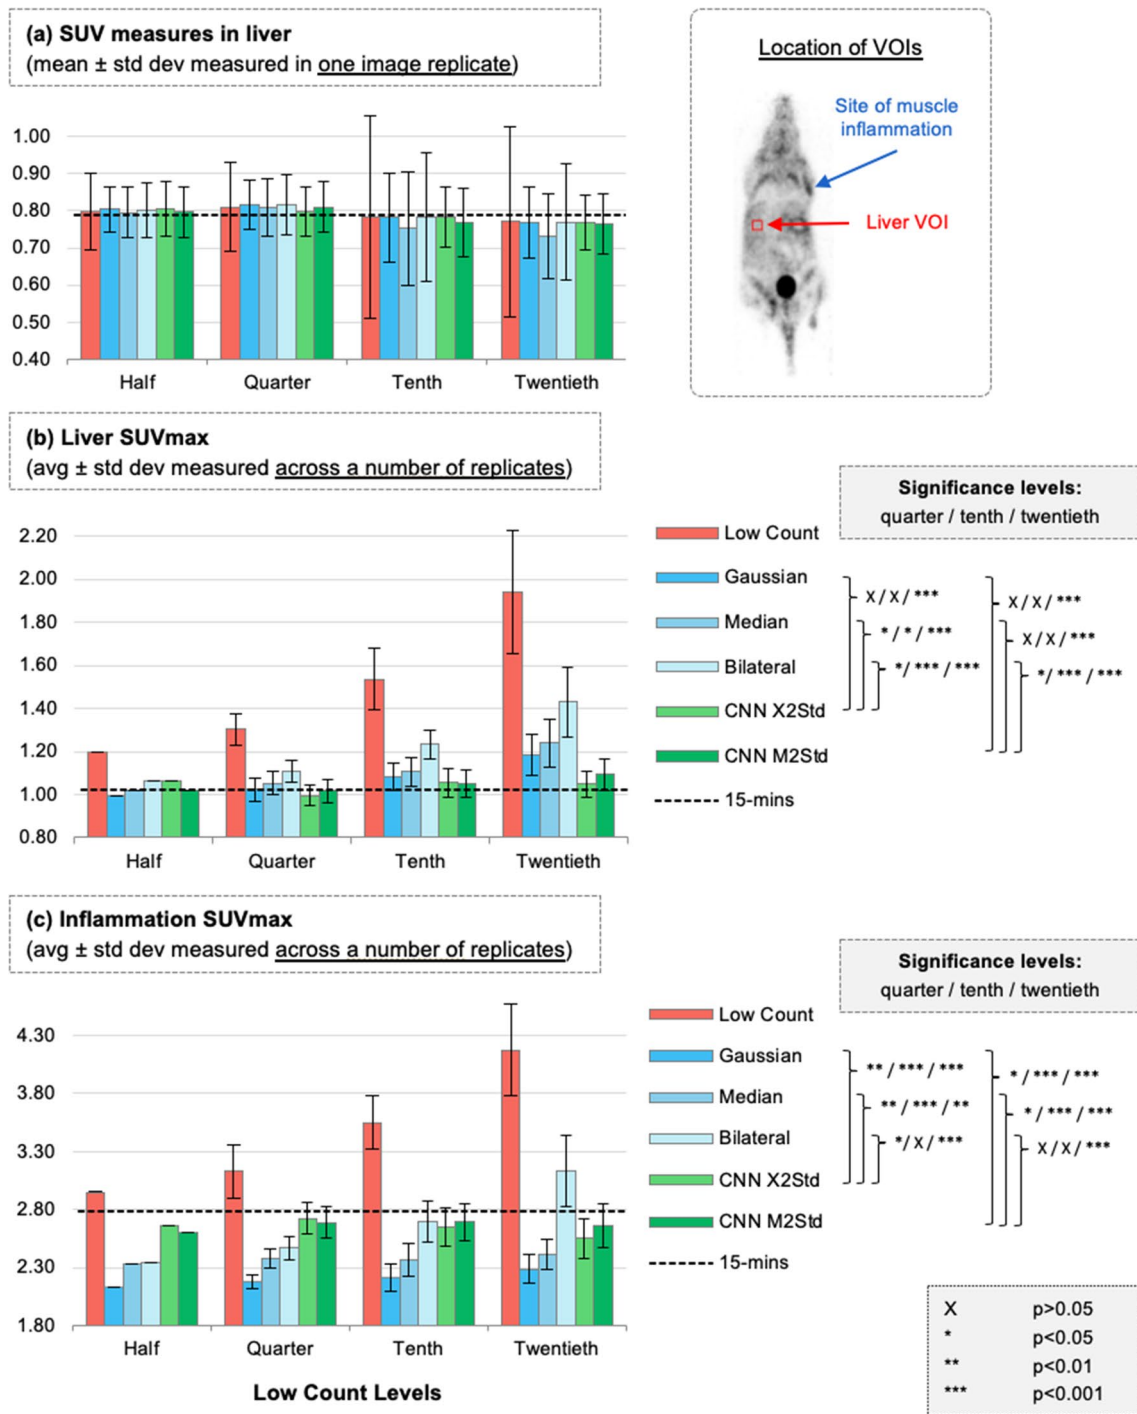 (a) SUV measures in liver
(mean ± std dev measured in one image replicate)
1.00
0.90
0.80
0.70
0.60
0.50
0.40
Half Quarter Tenth Twentieth
Location of VOIs
Site of muscle
inflammation
Liver VOI
(b) Liver SUVmax
(avg ± std dev measured across a number of replicates)
2.20
2.00
1.80
1.60
1.40
1.20
1.00
0.80
Half Quarter Tenth Twentieth
Low Count
Gaussian
Median
Bilateral
CNN X2Std
CNN M2Std
15-mins
Significance levels:
quarter / tenth / twentieth
X / X / ***
* / * / ***
* / *** / ***
X / X / ***
X / X / ***
* / *** / ***
(c) Inflammation SUVmax
(avg ± std dev measured across a number of replicates)
4.30
3.80
3.30
2.80
2.30
1.80
Half Quarter Tenth Twentieth
Low Count Levels
Low Count
Gaussian
Median
Bilateral
CNN X2Std
CNN M2Std
15-mins
Significance levels:
quarter / tenth / twentieth
** / *** / ***
** / *** / **
* / X / ***
* / *** / ***
* / *** / ***
X / X / ***
X p>0.05
* p<0.05
** p<0.01
*** p<0.001